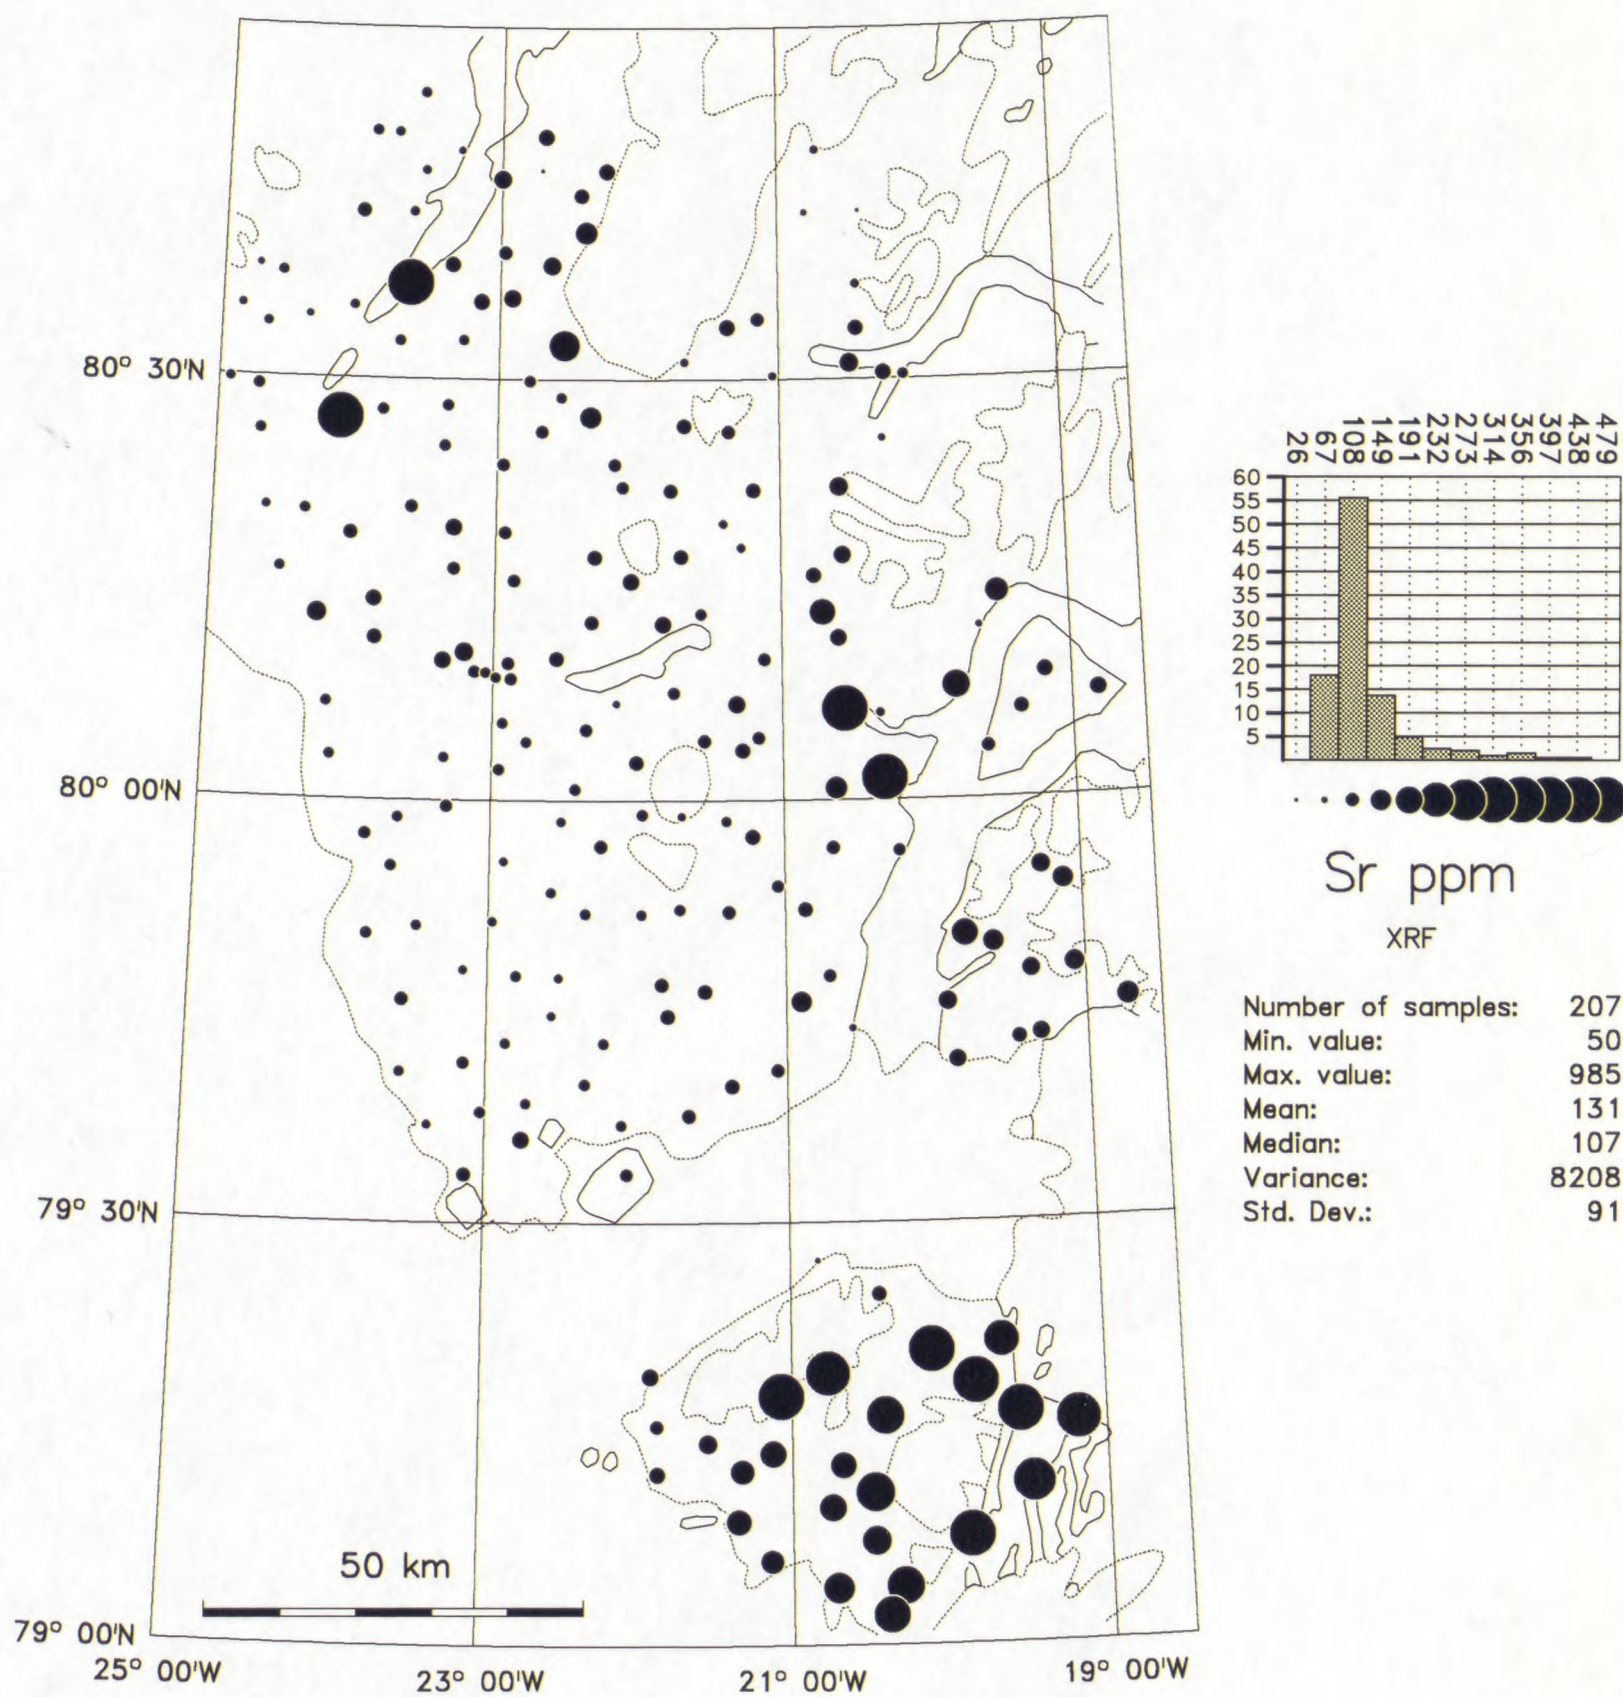 80° 30'N
80° 00'N
79° 30'N
79° 00'N
50 km
25° 00'W
23° 00'W
21° 00'W
19° 00'W
26
67
108
149
191
232
273
314
356
397
438
479
60
55
50
45
40
35
30
25
20
15
10
5
Sr ppm
XRF
Number of samples: 207
Min. value: 50
Max. value: 985
Mean: 131
Median: 107
Variance: 8208
Std. Dev.: 91